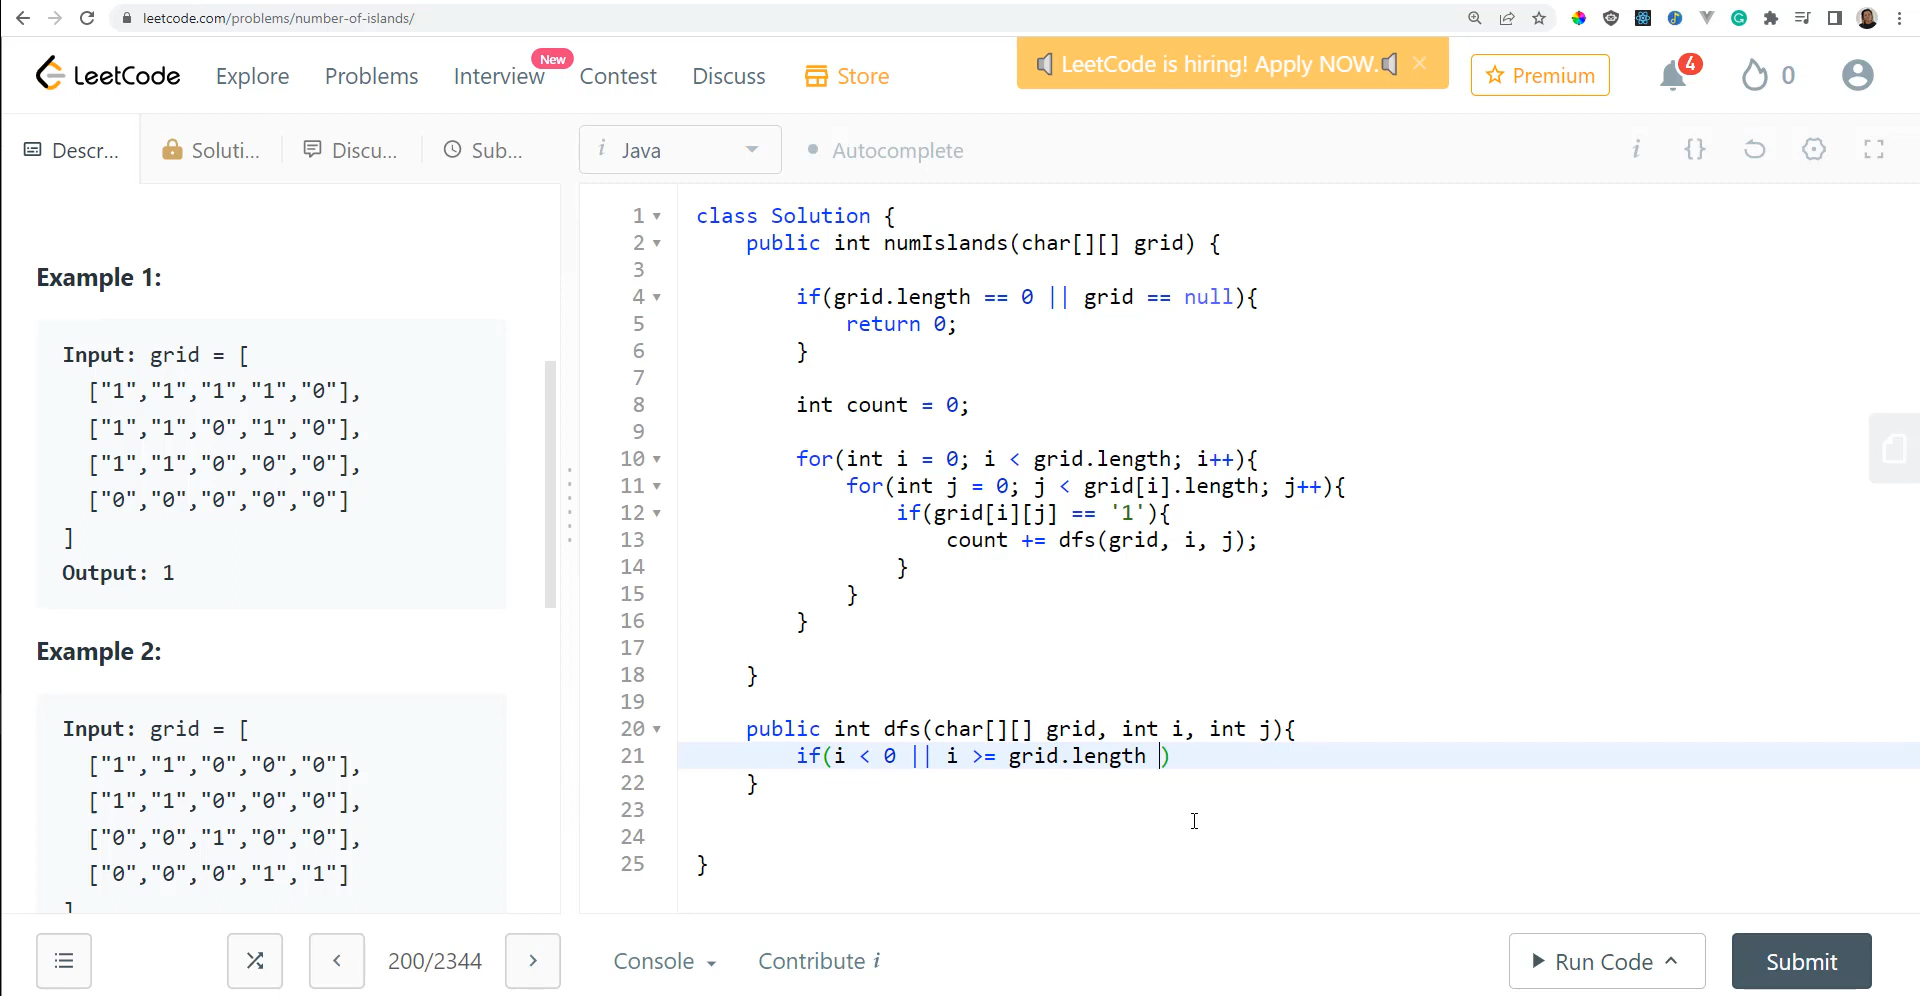 leetcode.com/problems/number-of-islands/
LeetCode Explore Problems Interview New Contest Discuss Store LeetCode is hiring! Apply NOW. × Premium 4 0
Descr... Soluti... Discu... Sub... i Java Autocomplete i {}
Example 1:
Input: grid = [
["1","1","1","1","0"],
["1","1","0","1","0"],
["1","1","0","0","0"],
["0","0","0","0","0"]
]
Output: 1
Example 2:
Input: grid = [
["1","1","0","0","0"],
["1","1","0","0","0"],
["0","0","1","0","0"],
["0","0","0","1","1"]
]
1 class Solution {
2 public int numIslands(char[][] grid) {
3
4 if(grid.length == 0 || grid == null){
5 return 0;
6 }
7
8 int count = 0;
9
10 for(int i = 0; i < grid.length; i++){
11 for(int j = 0; j < grid[i].length; j++){
12 if(grid[i][j] == '1'){
13 count += dfs(grid, i, j);
14 }
15 }
16 }
17
18 }
19
20 public int dfs(char[][] grid, int i, int j){
21 if(i < 0 || i >= grid.length )
22 }
23
24
25 }
200/2344 Console Contribute i Run Code Submit